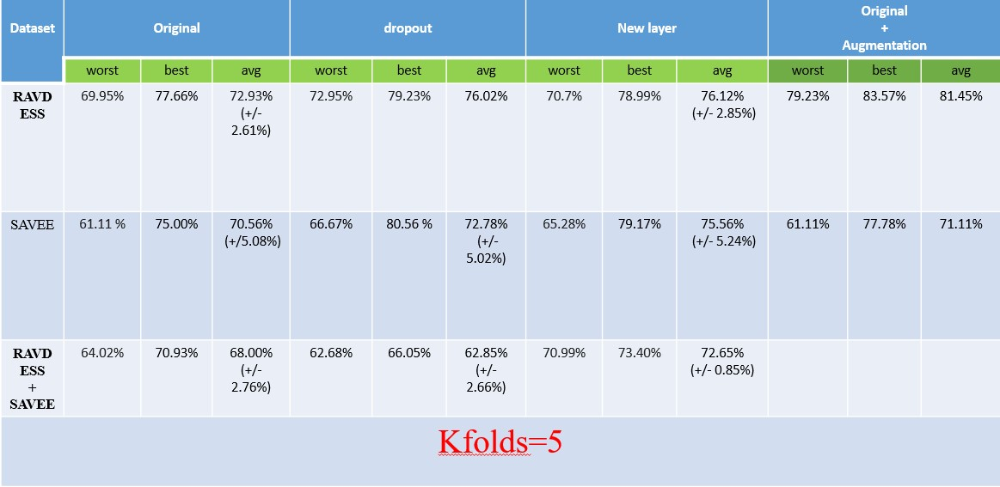 Dataset
Original
dropout
New layer
Original
+
Augmentation
worst best avg worst best avg worst best avg worst best avg
RAVD
ESS
69.95% 77.66% 72.93%
(+/-
2.61%)
72.95% 79.23% 76.02% 70.7% 78.99% 76.12%
(+/- 2.85%)
79.23% 83.57% 81.45%
SAVEE 61.11 % 75.00% 70.56%
(+/5.08%)
66.67% 80.56 % 72.78%
(+/-
5.02%)
65.28% 79.17% 75.56%
(+/- 5.24%)
61.11% 77.78% 71.11%
RAVD
ESS
+
SAVEE
64.02% 70.93% 68.00%
(+/-
2.76%)
62.68% 66.05% 62.85%
(+/-
2.66%)
70.99% 73.40% 72.65%
(+/- 0.85%)
Kfolds=5